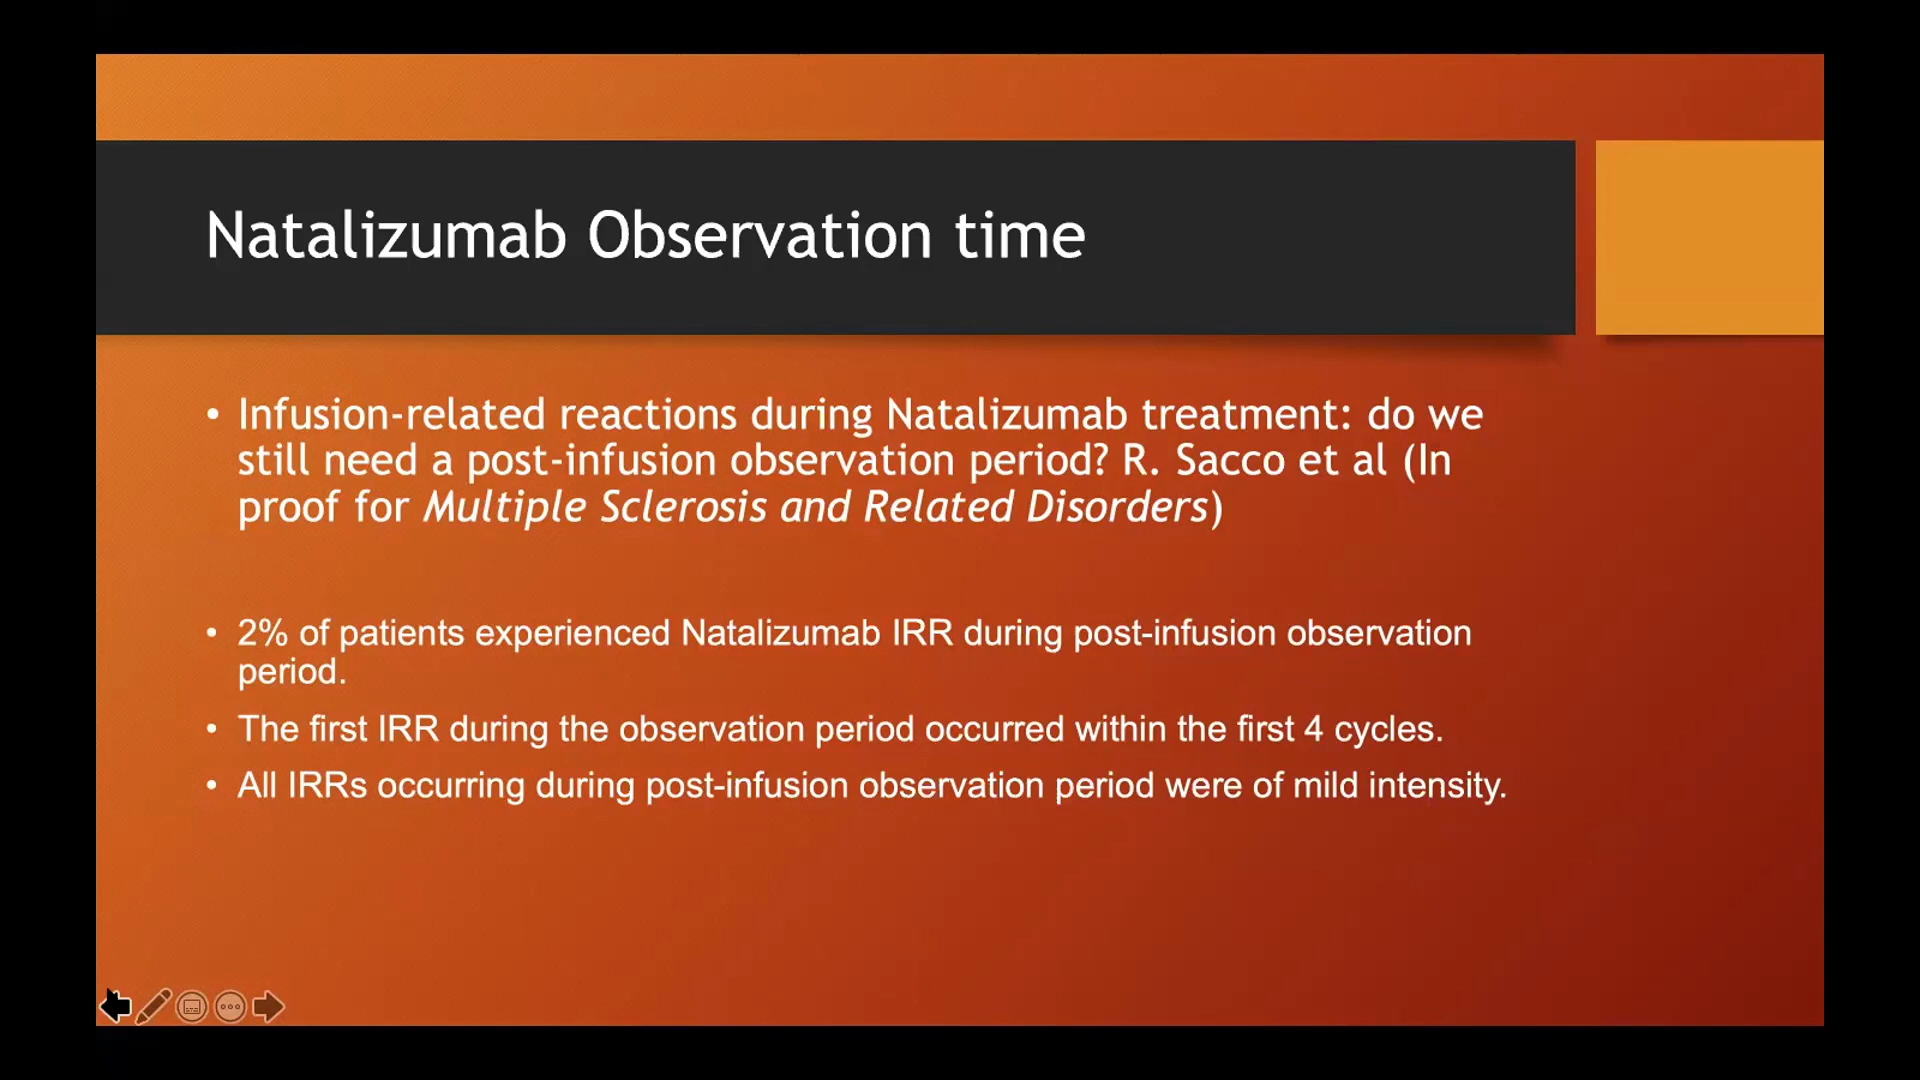 Natalizumab Observation time
• Infusion-related reactions during Natalizumab treatment: do we
still need a post-infusion observation period? R. Sacco et al (In
proof for Multiple Sclerosis and Related Disorders)
• 2% of patients experienced Natalizumab IRR during post-infusion observation
period.
• The first IRR during the observation period occurred within the first 4 cycles.
• All IRRs occurring during post-infusion observation period were of mild intensity.